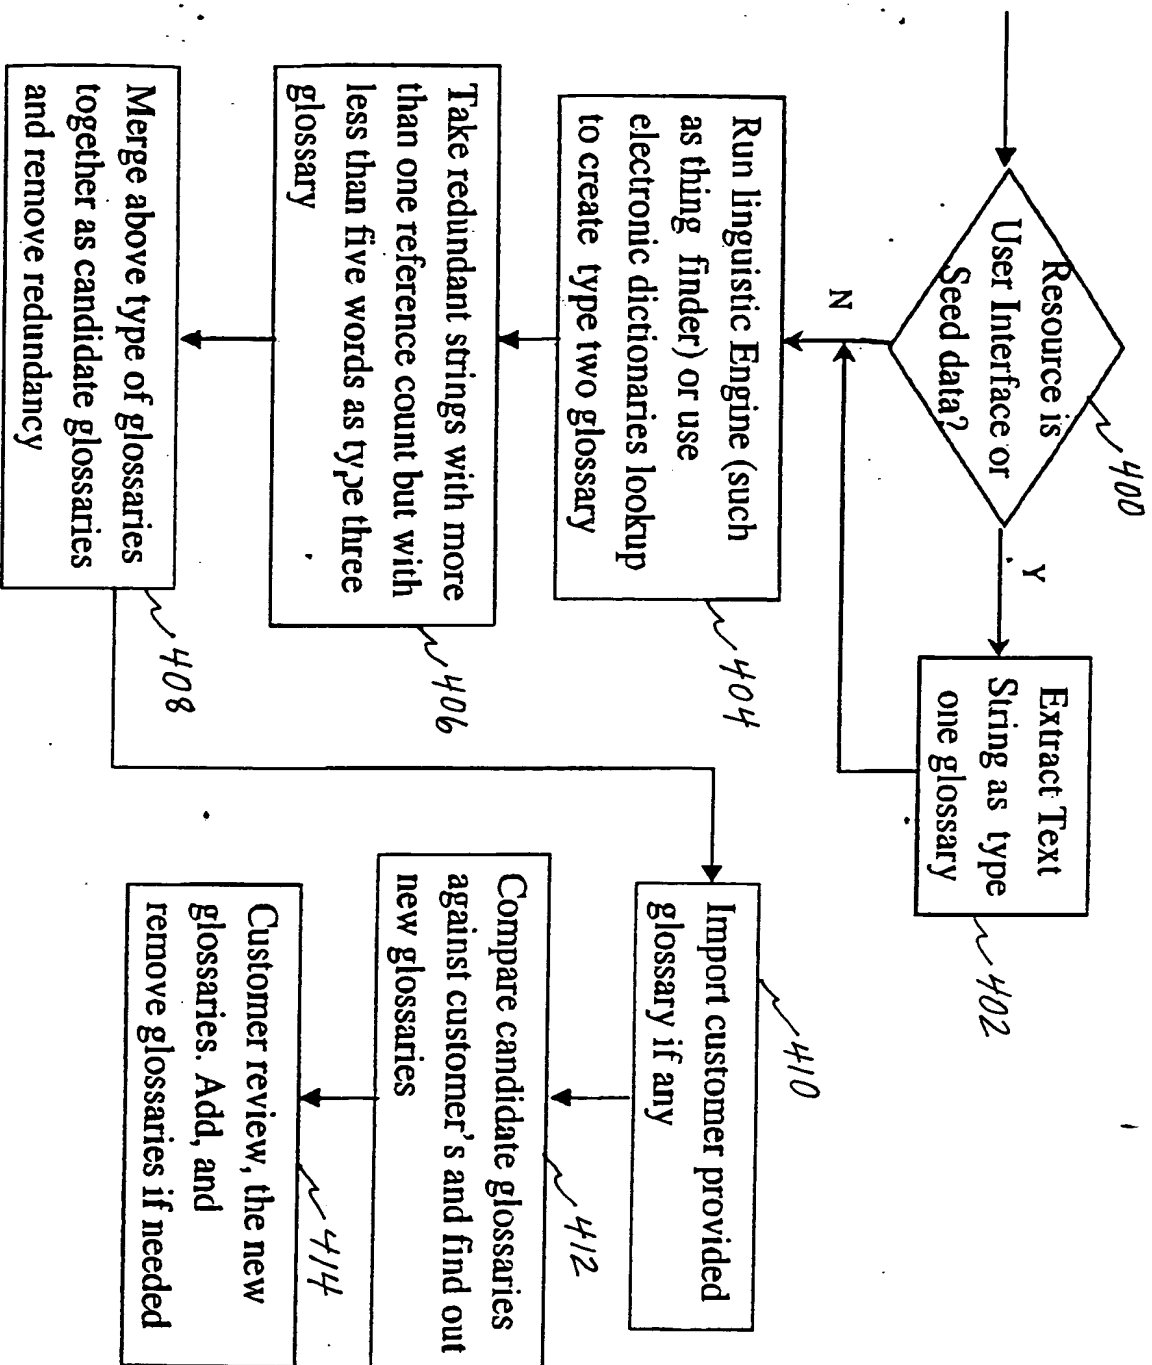 Resource is
User Interface or
Seed data?
400
Y
N
Extract Text
String as type
one glossary
402
Run linguistic Engine (such
as thing finder) or use
electronic dictionaries lookup
to create type two glossary
404
Take redundant strings with more
than one reference count but with
less than five words as type three
glossary
406
Merge above type of glossaries
together as candidate glossaries
and remove redundancy
408
Import customer provided
glossary if any
410
Compare candidate glossaries
against customer's and find out
new glossaries
412
Customer review, the new
glossaries. Add, and
remove glossaries if needed
414